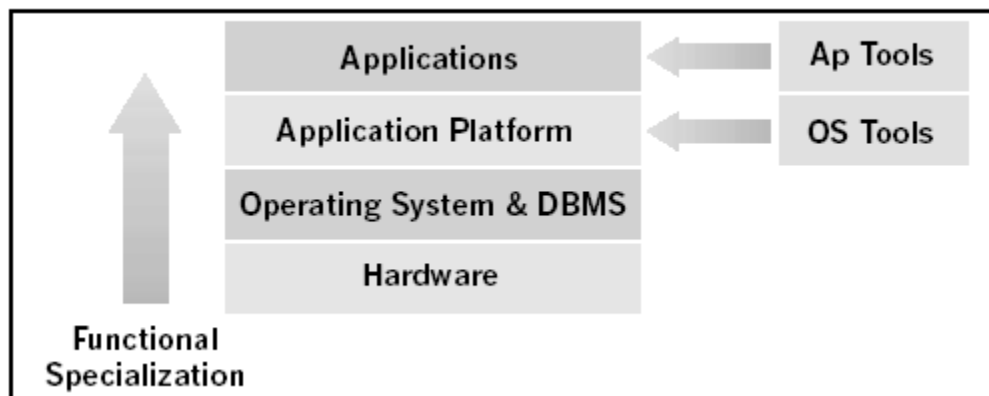 Applications
Ap Tools
Application Platform
OS Tools
Operating System & DBMS
Hardware
Functional
Specialization